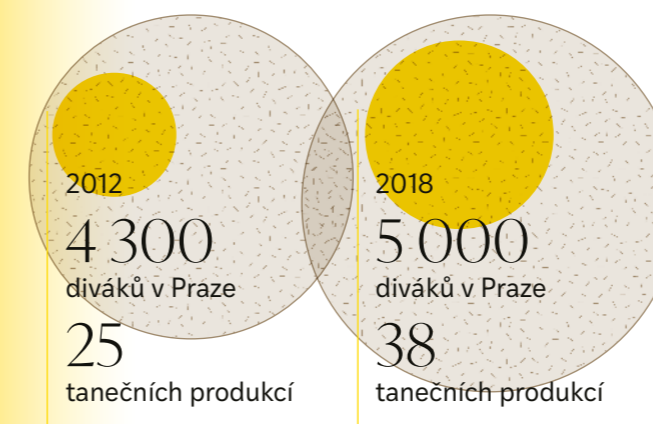 2012
4 300
diváků v Praze
25
tanečních produkcí
2018
5 000
diváků v Praze
38
tanečních produkcí